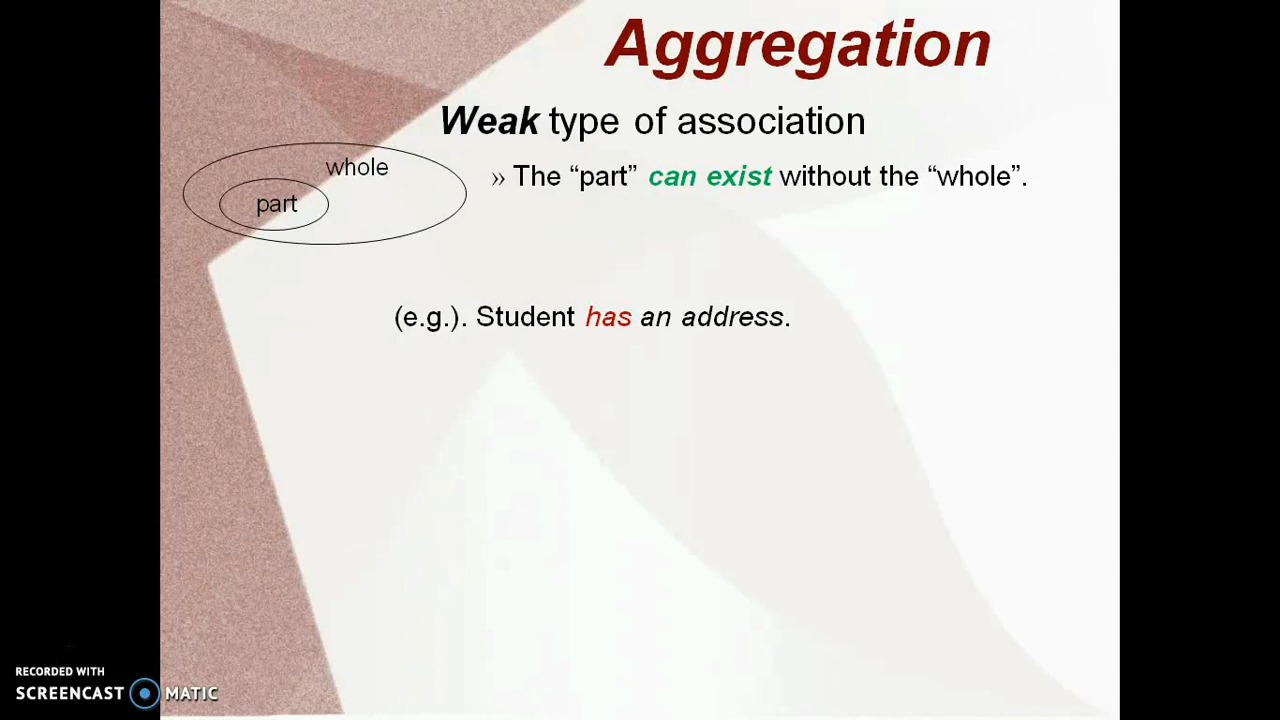 Aggregation
Weak type of association
whole
part
» The “part” can exist without the “whole”.
(e.g.). Student has an address.
RECORDED WITH
SCREENCAST MATIC